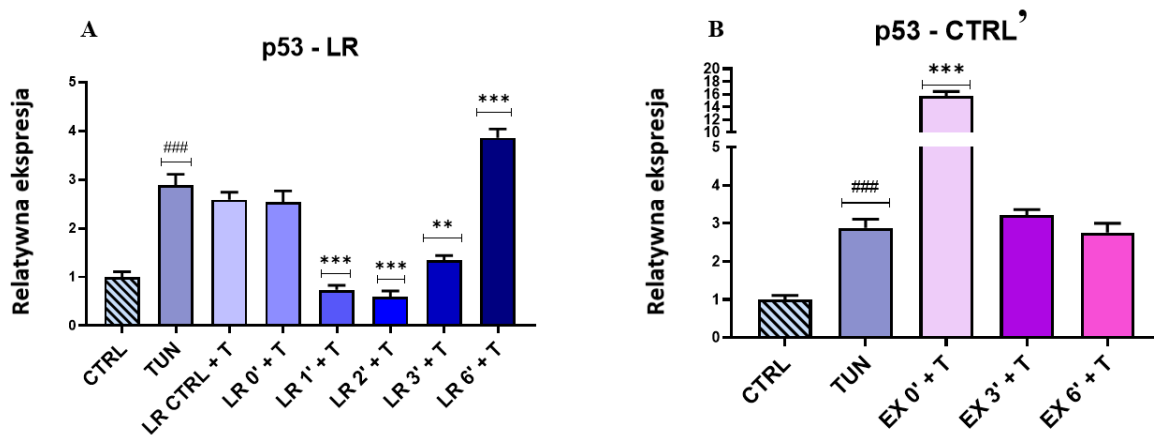 A
p53 - LR
Relatywna ekspresja
5
4
3
2
1
0
###
***
***
**
***
CTRL
TUN
LR CTRL + T
LR 0' + T
LR 1' + T
LR 2' + T
LR 3' + T
LR 6' + T
B
p53 - CTRL’
Relatywna ekspresja
20
18
16
14
12
10
5
4
3
2
1
0
###
***
CTRL
TUN
EX 0' + T
EX 3' + T
EX 6' + T